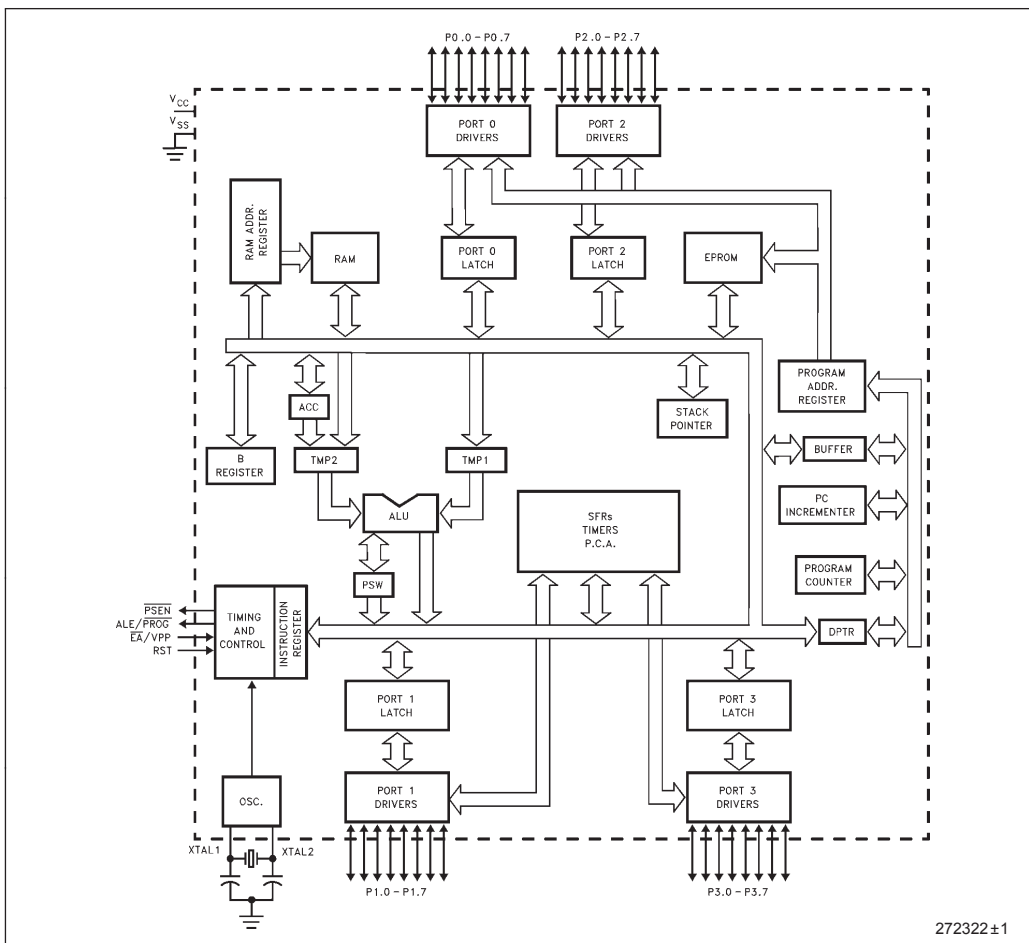 P0.0 – P0.7
P2.0 – P2.7
VCC
VSS
PORT 0
DRIVERS
PORT 2
DRIVERS
RAM ADDR.
REGISTER
RAM
PORT 0
LATCH
PORT 2
LATCH
EPROM
PROGRAM
ADDR.
REGISTER
ACC
STACK
POINTER
B
REGISTER
TMP2
TMP1
BUFFER
ALU
SFRs
TIMERS
P.C.A.
PC
INCREMENTER
PSW
PROGRAM
COUNTER
PSEN
ALE/PROG
EA/VPP
RST
TIMING
AND
CONTROL
INSTRUCTION
REGISTER
DPTR
PORT 1
LATCH
PORT 3
LATCH
OSC.
PORT 1
DRIVERS
PORT 3
DRIVERS
XTAL1
XTAL2
P1.0 – P1.7
P3.0 – P3.7
272322±1